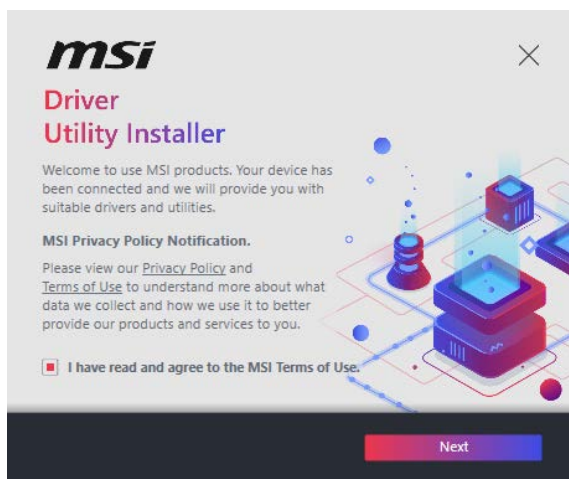 msi
Driver
Utility Installer
Welcome to use MSI products. Your device has
been connected and we will provide you with
suitable drivers and utilities.
MSI Privacy Policy Notification.
Please view our Privacy Policy and
Terms of Use to understand more about what
data we collect and how we use it to better
provide our products and services to you.
I have read and agree to the MSI Terms of Use.
Next